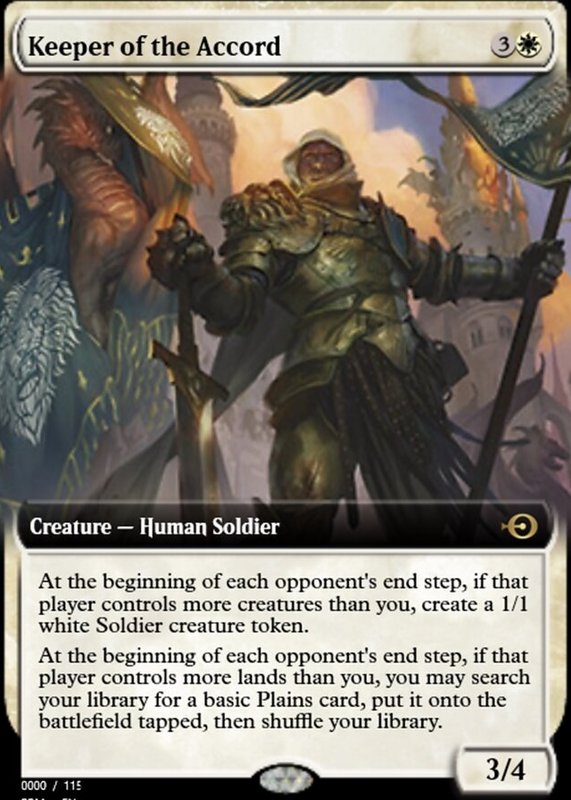 Keeper of the Accord
3
Creature — Human Soldier
At the beginning of each opponent's end step, if that
player controls more creatures than you, create a 1/1
white Soldier creature token.
At the beginning of each opponent's end step, if that
player controls more lands than you, you may search
your library for a basic Plains card, put it onto the
battlefield tapped, then shuffle your library.
3/4
0000 / 115